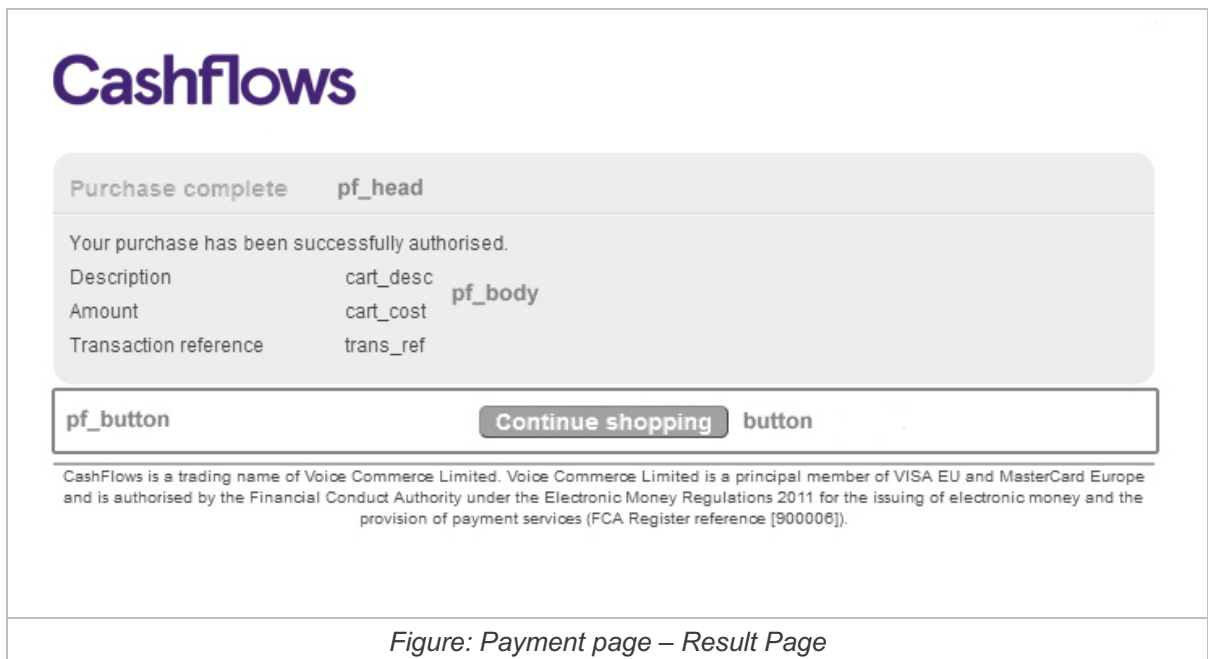 Cashflows
Purchase complete pf_head
Your purchase has been successfully authorised.
Description cart_desc
pf_body
Amount cart_cost
Transaction reference trans_ref
pf_button Continue shopping button
CashFlows is a trading name of Voice Commerce Limited. Voice Commerce Limited is a principal member of VISA EU and MasterCard Europe
and is authorised by the Financial Conduct Authority under the Electronic Money Regulations 2011 for the issuing of electronic money and the
provision of payment services (FCA Register reference [900006]).
Figure: Payment page – Result Page